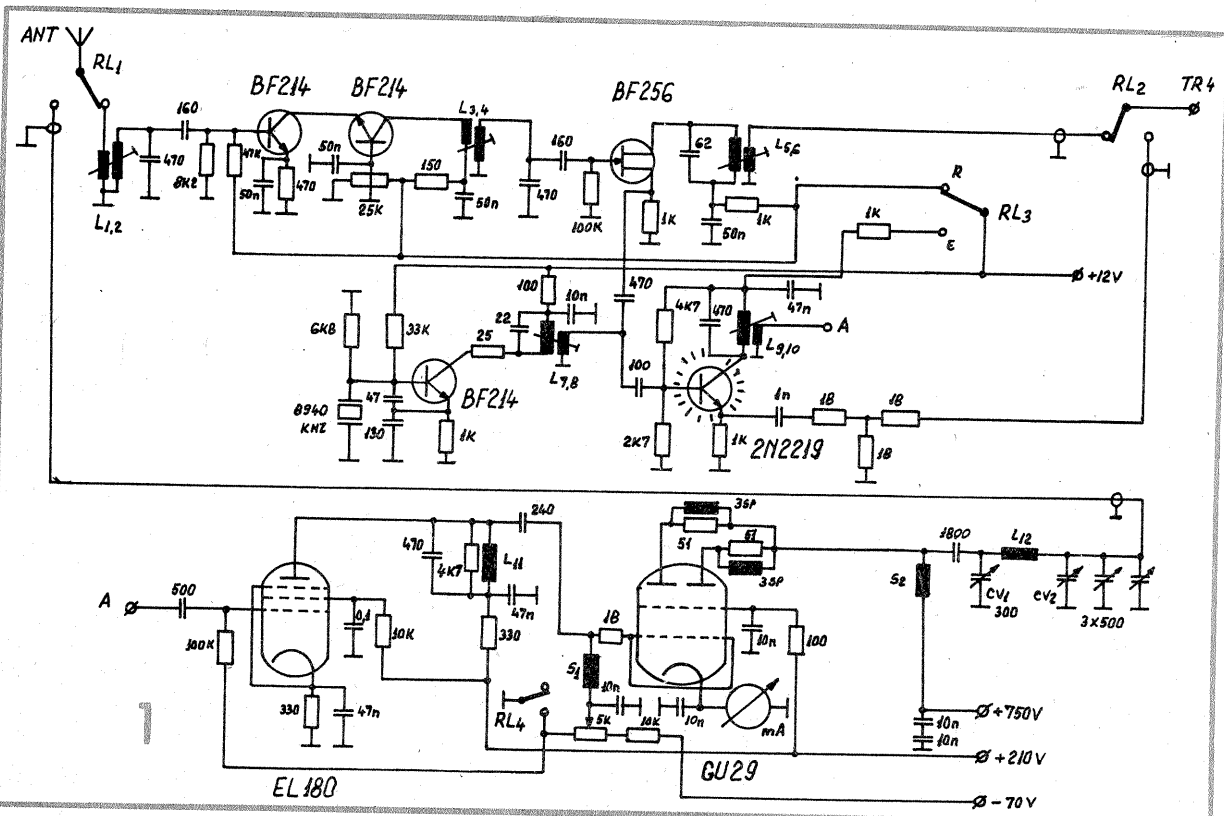 ANT
RL1
BF214
BF214
L3,4
BF256
RL2
TR4
160
470
8K2
47K
50n
470
50n
25K
150
50n
470
160
100K
62
L5,6
1K
50n
1K
R
RL3
1K
E
+12V
L1,2
6K8
33K
100
10n
22
25
L7,8
470
4K7
470
47n
A
L9,10
100
8940
KHZ
47
130
BF214
1K
2K7
1K
2N2219
1n
18
18
18
A
500
100K
330
47n
0,1
10K
470
4K7
L11
47n
330
240
18
S1
10n
10n
RL4
5K
10K
mA
3SP
51
51
3SP
10n
100
1800
L12
S2
CV1
300
CV2
3x500
+750V
10n
10n
+210V
-70V
1
EL180
GU29